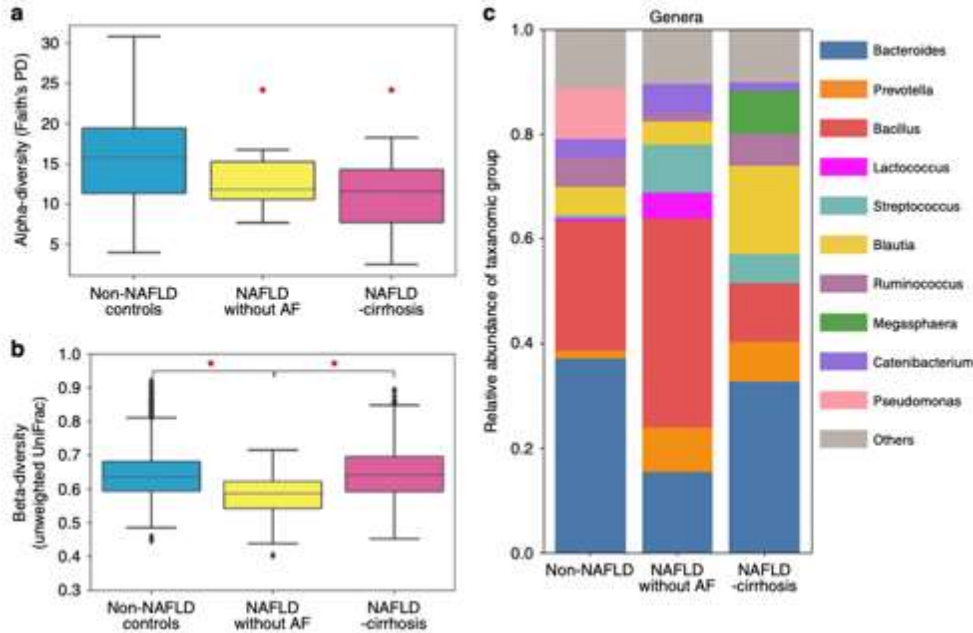 a
Alpha-diversity (Faith's PD)
30
25
20
15
10
5
Non-NAFLD
controls
NAFLD
without AF
NAFLD
-cirrhosis
b
Beta-diversity
(unweighted UniFrac)
1.0
0.9
0.8
0.7
0.6
0.5
0.4
0.3
Non-NAFLD
controls
NAFLD
without AF
NAFLD
-cirrhosis
c
Genera
Relative abundance of taxanomic group
1.0
0.8
0.6
0.4
0.2
0.0
Non-NAFLD
NAFLD
without AF
NAFLD
-cirrhosis
Bacteroides
Prevotella
Bacillus
Lactococcus
Streptococcus
Blautia
Ruminococcus
Megasphaera
Catenibacterium
Pseudomonas
Others